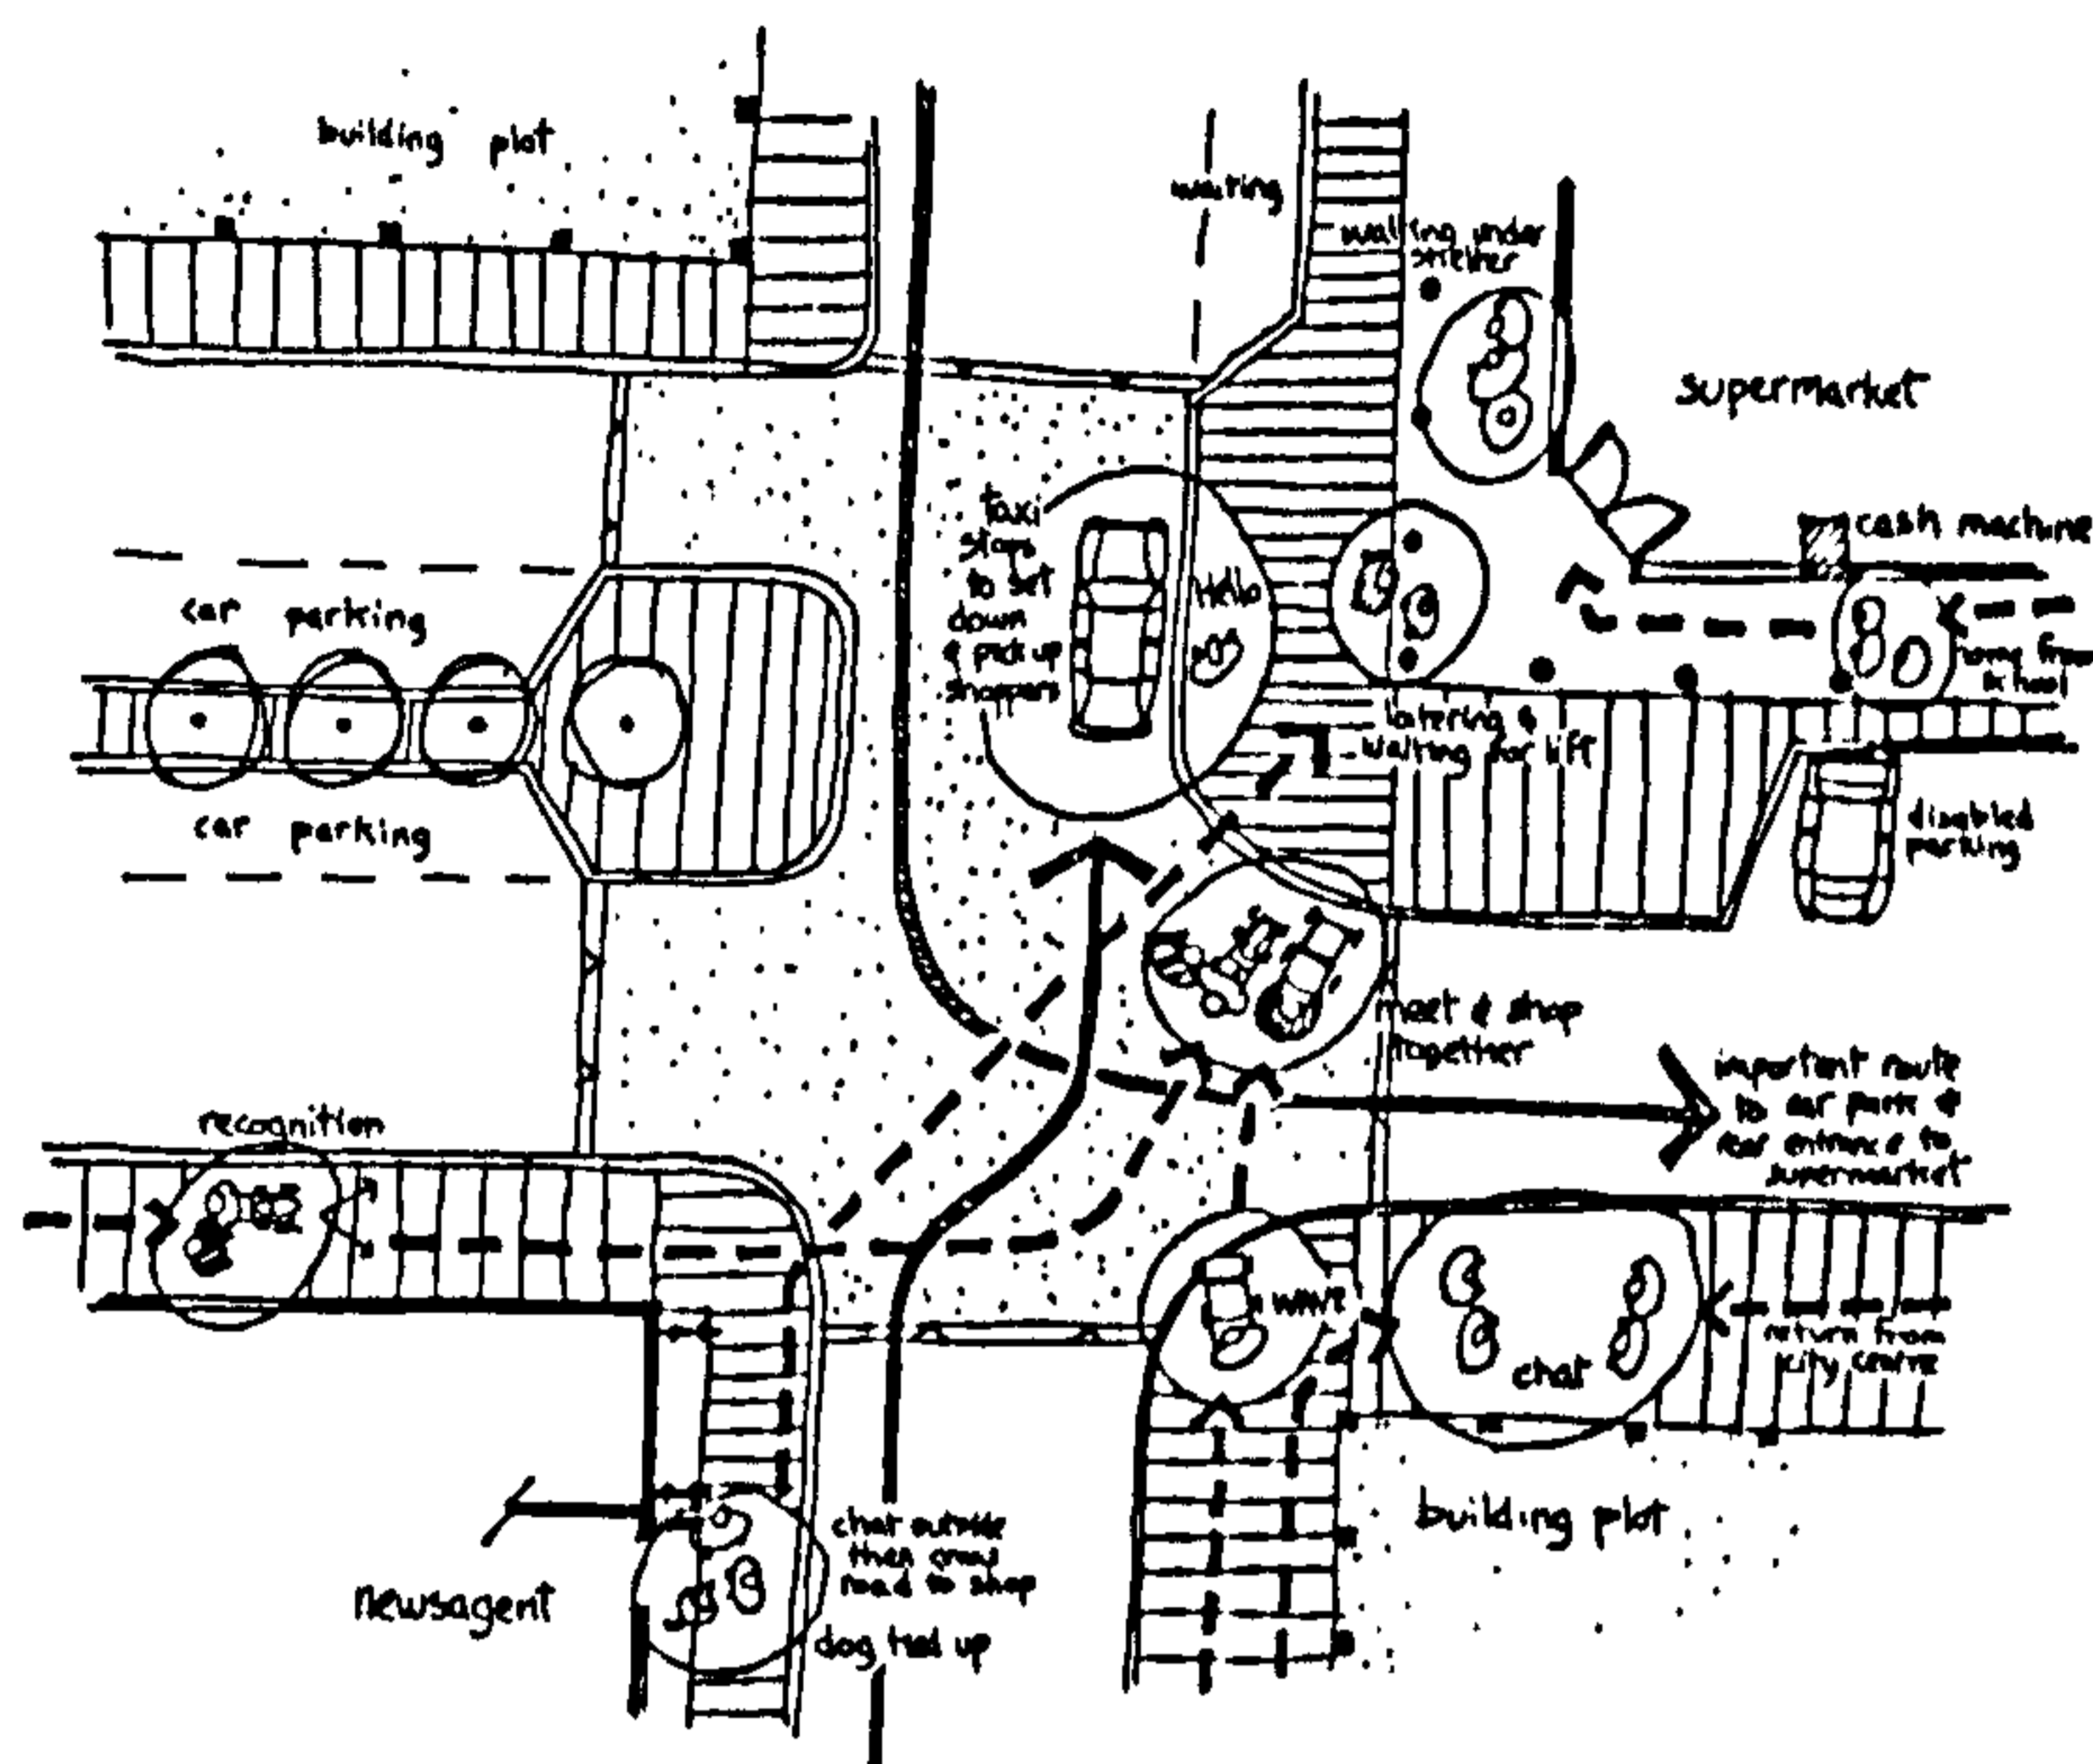 building plot
waiting
waiting under
shelter
supermarket
cash machine
taxi
stops
to set
down
& pick up
shoppers
Hello
car parking
home from
school
loitering &
waiting for lift
car parking
disabled
parking
meet & shop
together
important route
to car park &
rear entrance to
supermarket
recognition
wave
chat
return from
city centre
chat outside
then cross
road to shop
building plot
newsagent
dog tied up